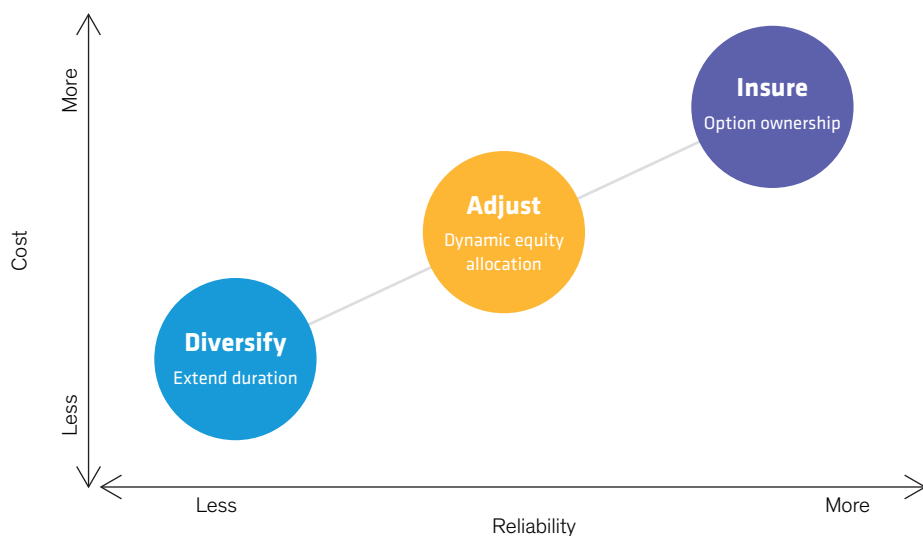 More
Cost
Less
Insure
Option ownership
Adjust
Dynamic equity
allocation
Diversify
Extend duration
Less
More
Reliability